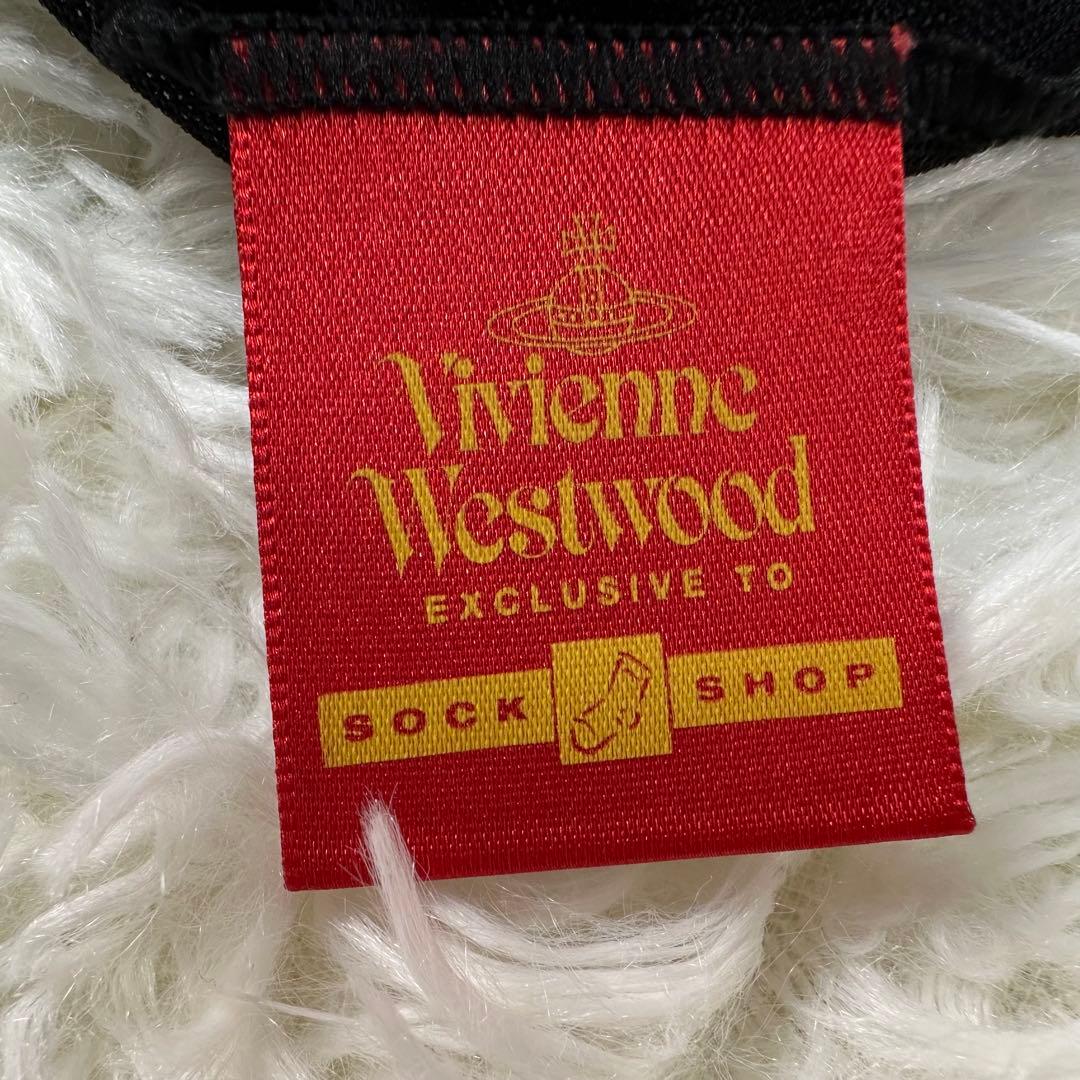 Vivienne
Westwood
EXCLUSIVE TO
SOCK SHOP